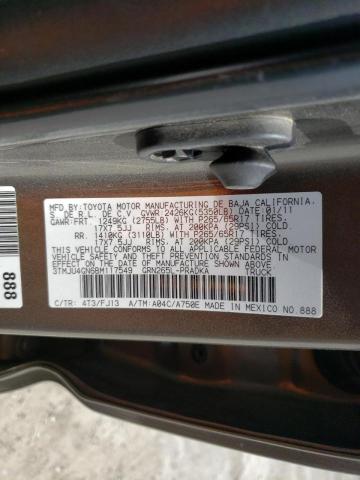 MFD BY: TOYOTA MOTOR MANUFACTURING DE BAJA CALIFORNIA,
S. DE R.L. DE C.V. GVWR:2426KG(5350LB) DATE:01/11
GAWR:FRT 1249KG (2755LB) WITH P265/65R17 TIRES,
17X7.5JJ RIMS, AT 200KPA (29PSI) COLD.
RR 1410KG (3110LB) WITH P265/65R17 TIRES,
17X7.5JJ RIMS, AT 200KPA (29PSI) COLD.
THIS VEHICLE CONFORMS TO ALL APPLICABLE FEDERAL MOTOR
VEHICLE SAFETY AND BUMPER STANDARDS IN EFFECT ON
THE DATE OF MANUFACTURE SHOWN ABOVE.
3TMJU4GN6BM117549 GRN265L-PRADKA TRUCK
C/TR: 4T3/FJ13 A/TM:A04C/A750E MADE IN MEXICO NO.888
888